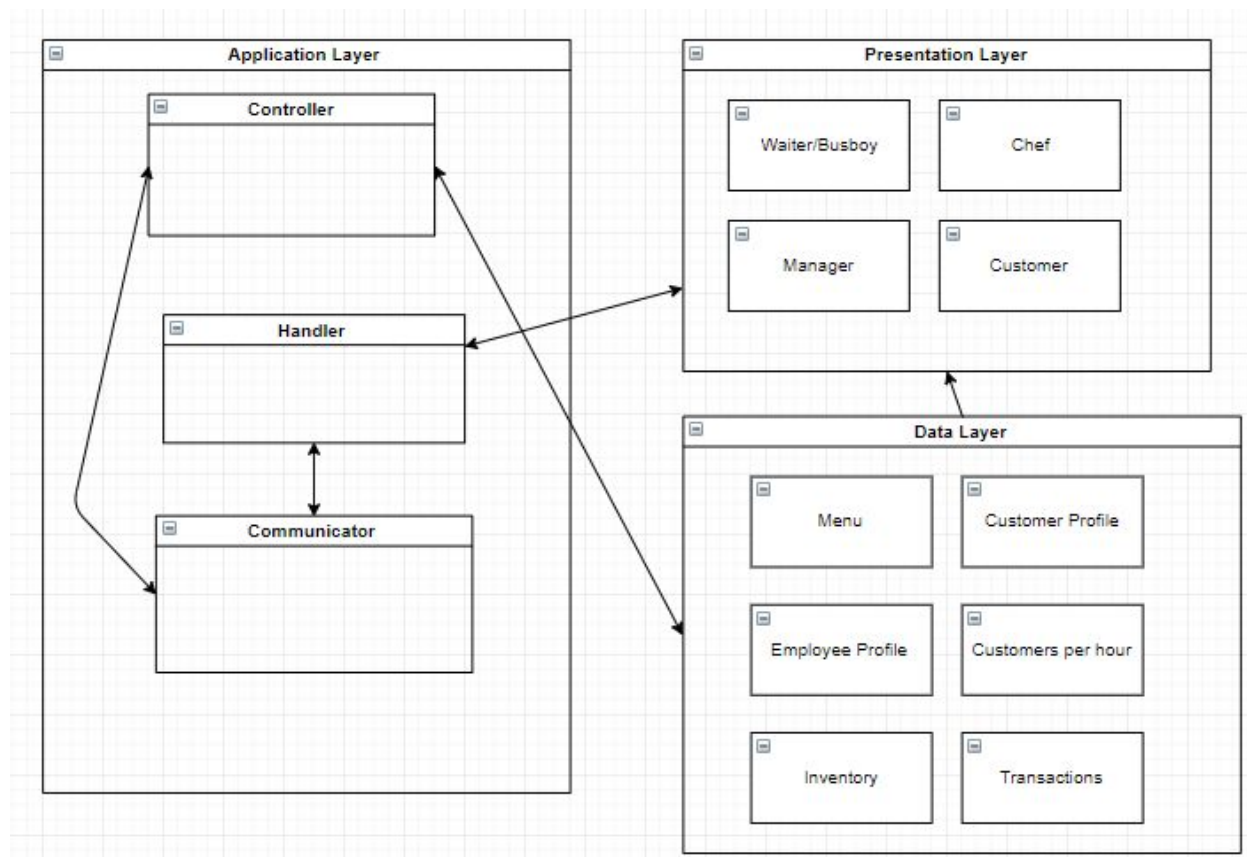 Application Layer
Controller
Handler
Communicator
Presentation Layer
Waiter/Busboy
Chef
Manager
Customer
Data Layer
Menu
Customer Profile
Employee Profile
Customers per hour
Inventory
Transactions